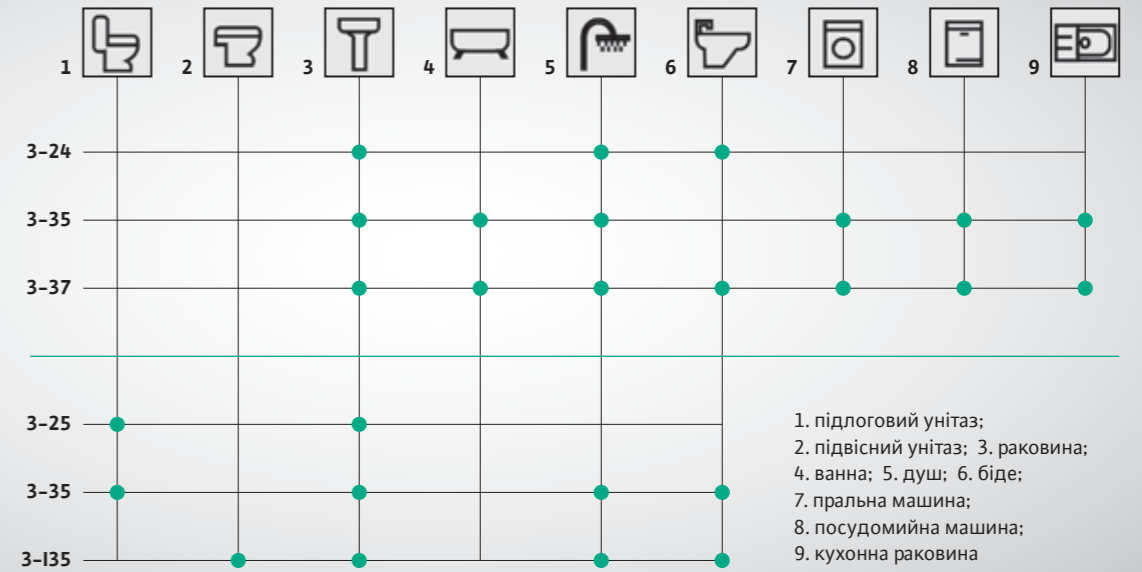 1 2 3 4 5 6 7 8 9
3-24
3-35
3-37
3-25
3-35
3-I35
1. підлоговий унітаз;
2. підвісний унітаз; 3. раковина;
4. ванна; 5. душ; 6. біде;
7. пральна машина;
8. посудомийна машина;
9. кухонна раковина